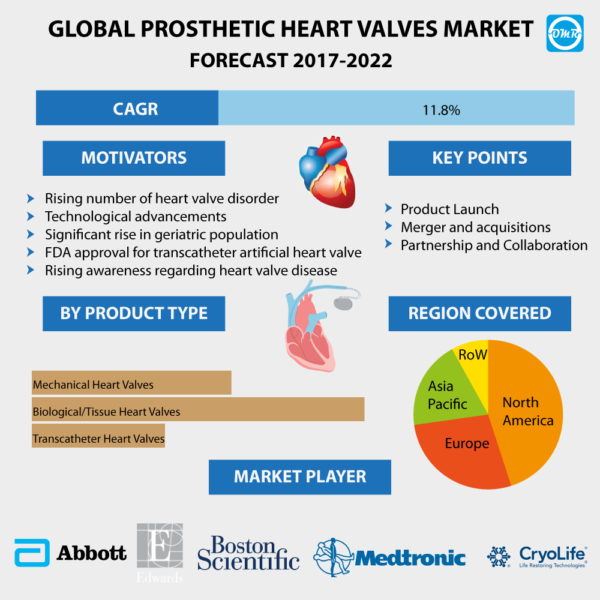 GLOBAL PROSTHETIC HEART VALVES MARKET
OMR
FORECAST 2017-2022
CAGR
11.8%
MOTIVATORS
Rising number of heart valve disorder
Technological advancements
Significant rise in geriatric population
FDA approval for transcatheter artificial heart valve
Rising awareness regarding heart valve disease
KEY POINTS
Product Launch
Merger and acquisitions
Partnership and Collaboration
BY PRODUCT TYPE
Mechanical Heart Valves
Biological/Tissue Heart Valves
Transcatheter Heart Valves
REGION COVERED
RoW
Asia
Pacific
North
America
Europe
MARKET PLAYER
Abbott
E
Edwards
Boston
Scientific
Medtronic
CryoLife
Life Restoring Technologies